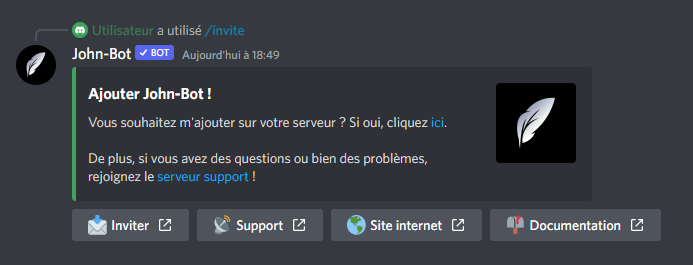 Utilisateur a utilisé /invite
John-Bot BOT Aujourd'hui à 18:49
Ajouter John-Bot !
Vous souhaitez m'ajouter sur votre serveur ? Si oui, cliquez ici.
De plus, si vous avez des questions ou bien des problèmes,
rejoignez le serveur support !
Inviter Support Site internet Documentation